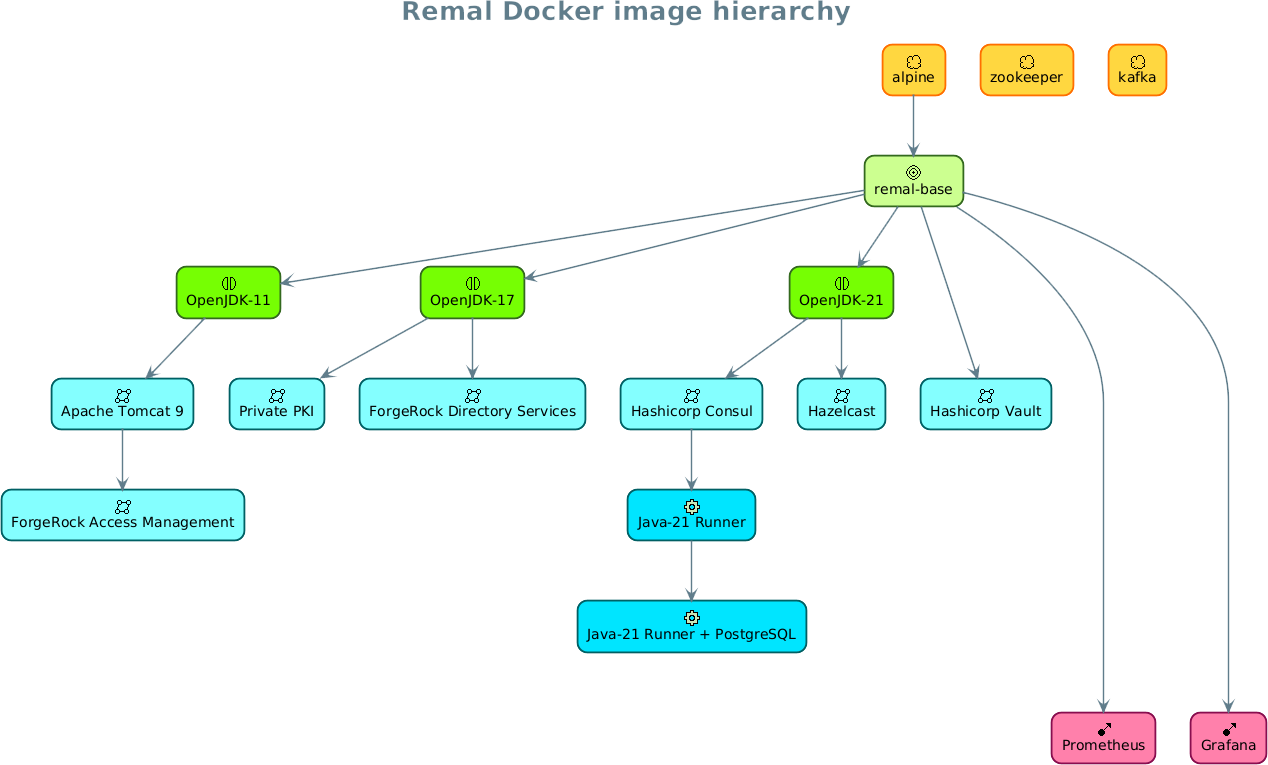 Remal Docker image hierarchy
alpine
zookeeper
kafka
remal-base
OpenJDK-11
OpenJDK-17
OpenJDK-21
Apache Tomcat 9
Private PKI
ForgeRock Directory Services
Hashicorp Consul
Hazelcast
Hashicorp Vault
ForgeRock Access Management
Java-21 Runner
Java-21 Runner + PostgreSQL
Prometheus
Grafana